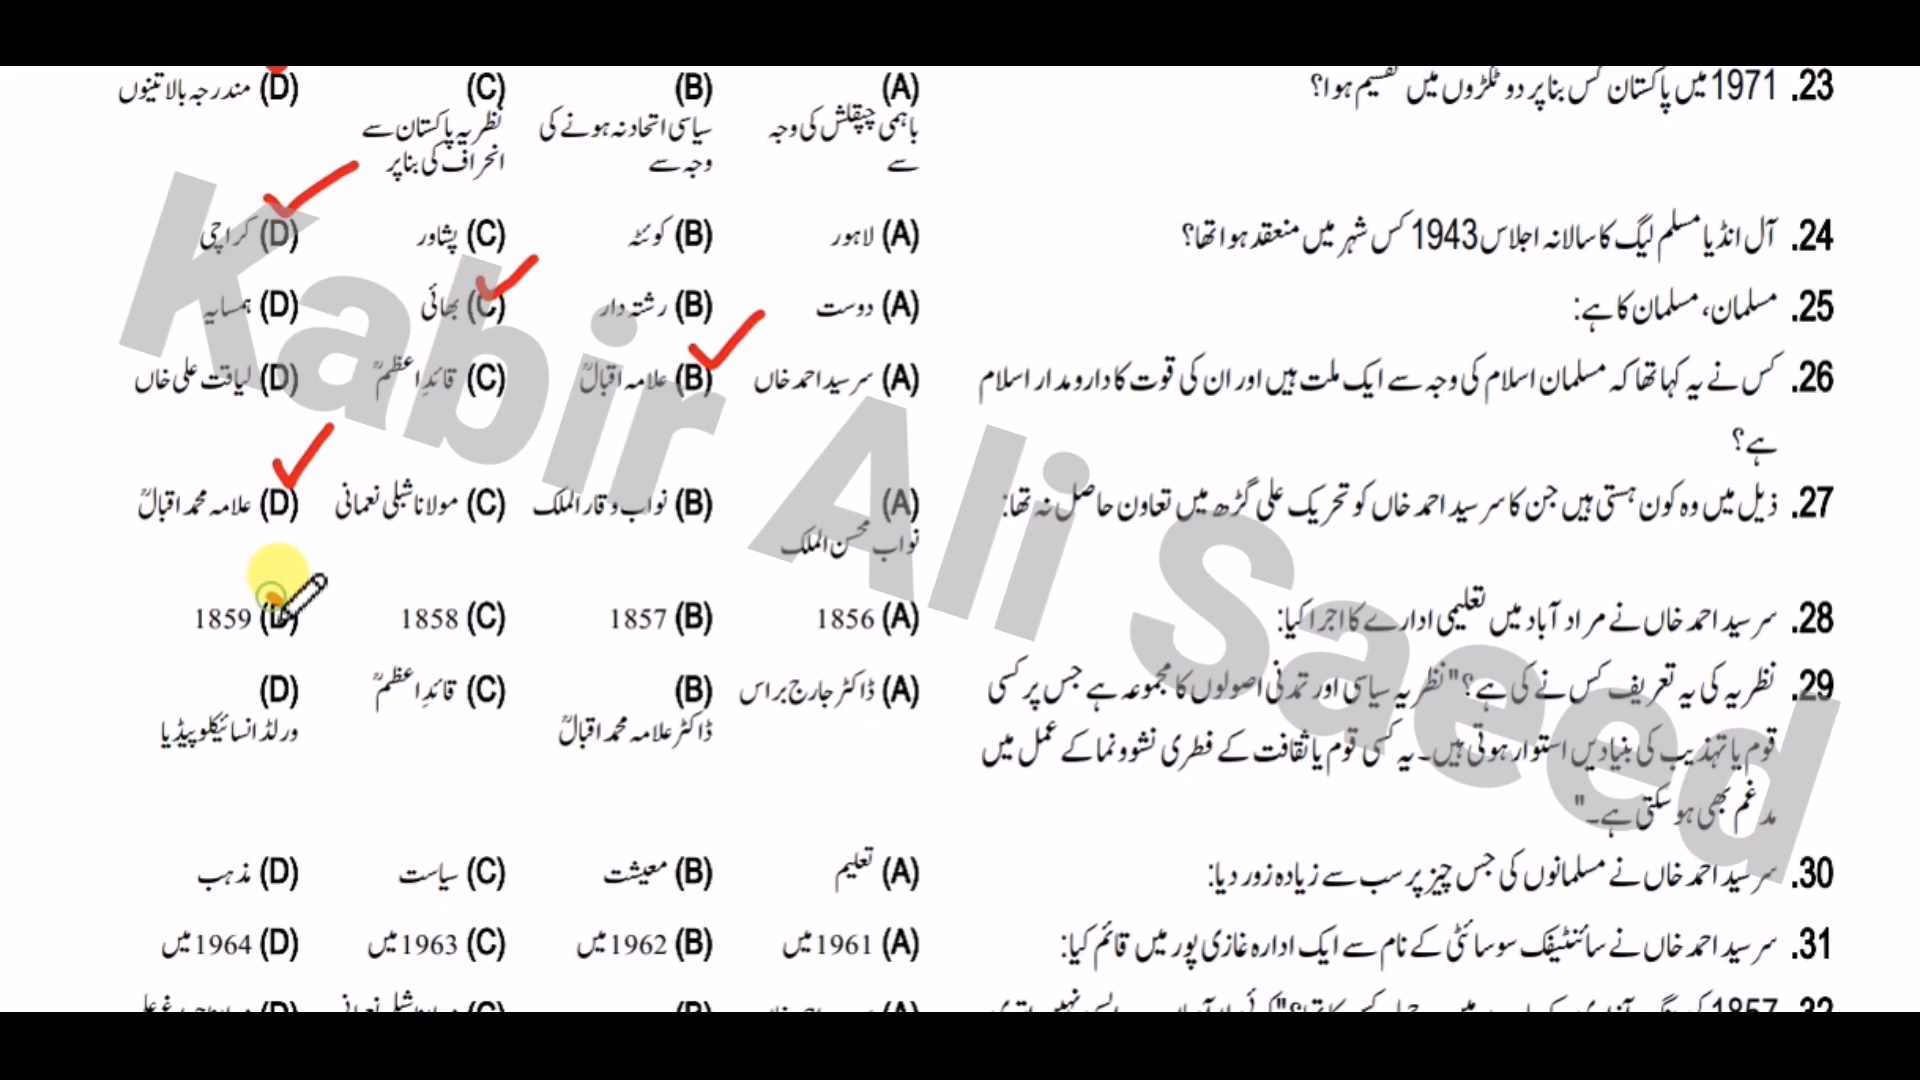 23. 1971 میں پاکستان کس بنا پر دو ٹکڑوں میں تقسیم ہوا؟ (A) (B) (C) (D) مندرجہ بالا تینوں
باہمی چپقلش کی وجہ سیاسی اتحاد نہ ہونے کی نظریہ پاکستان سے
سے وجہ سے انحراف کی بنا پر
24. آل انڈیا مسلم لیگ کا سالانہ اجلاس 1943 کس شہر میں منعقد ہوا تھا؟ (A) لاہور (B) کوئٹہ (C) پشاور (D) کراچی
25. مسلمان، مسلمان کا ہے: (A) دوست (B) رشتہ دار (C) بھائی (D) ہمسایہ
26. کس نے یہ کہا تھا کہ مسلمان اسلام کی وجہ سے ایک ملت ہیں اور ان کی قوت کا دارومدار اسلام (A) سر سید احمد خاں (B) علامہ اقبالؒ (C) قائدِاعظمؒ (D) لیاقت علی خاں
ہے؟
27. ذیل میں وہ کون ہستی ہیں جن کا سر سید احمد خاں کو تحریک علی گڑھ میں تعاون حاصل نہ تھا: (A) (B) نواب وقار الملک (C) مولانا شبلی نعمانی (D) علامہ محمد اقبالؒ
نواب محسن الملک
28. سر سید احمد خاں نے مراد آباد میں تعلیمی ادارے کا اجرا کیا: (A) 1856 (B) 1857 (C) 1858 (D) 1859
29. نظریہ کی یہ تعریف کس نے کی ہے؟ "نظریہ سیاسی اور تمدنی اصولوں کا مجموعہ ہے جس پر کسی (A) ڈاکٹر جارج براس (B) (C) قائدِاعظمؒ (D)
ڈاکٹر علامہ محمد اقبالؒ ورلڈ انسائیکلوپیڈیا
قوم یا تہذیب کی بنیادیں استوار ہوتی ہیں۔ یہ کسی قوم یا ثقافت کے فطری نشوونما کے عمل میں
مدغم بھی ہو سکتی ہے۔"
30. سر سید احمد خاں نے مسلمانوں کی جس چیز پر سب سے زیادہ زور دیا: (A) تعلیم (B) معیشت (C) سیاست (D) مذہب
31. سر سید احمد خاں نے سائنٹیفک سوسائٹی کے نام سے ایک ادارہ غازی پور میں قائم کیا: (A) 1961 میں (B) 1962 میں (C) 1963 میں (D) 1964 میں
32. 1857
Kabir Ali Saeed